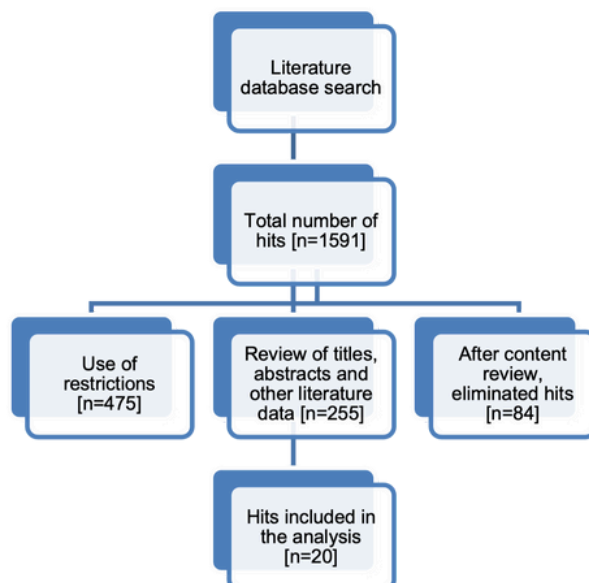 Literature
database search
Total number of
hits [n=1591]
Use of
restrictions
[n=475]
Review of titles,
abstracts and
other literature
data [n=255]
After content
review,
eliminated hits
[n=84]
Hits included in
the analysis
[n=20]